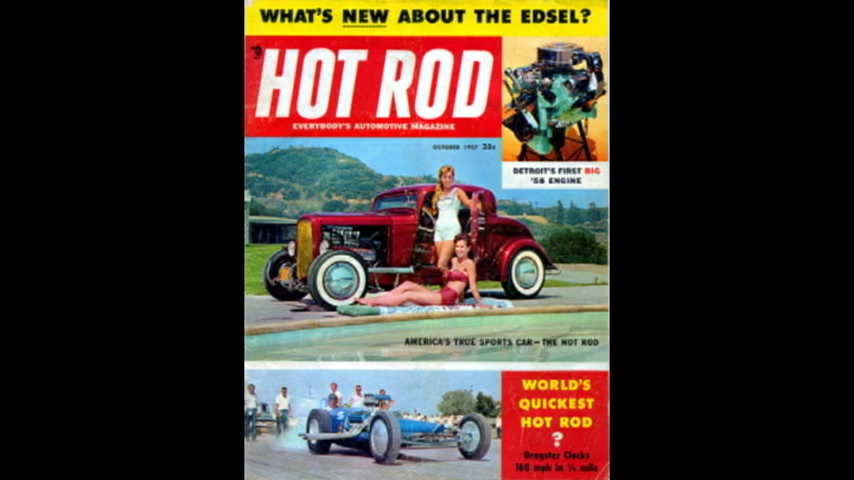 WHAT'S NEW ABOUT THE EDSEL?
HOT ROD
EVERYBODY'S AUTOMOTIVE MAGAZINE
OCTOBER 1957 35c
DETROIT'S FIRST BIG
'58 ENGINE
AMERICA'S TRUE SPORTS CAR—THE HOT ROD
WORLD'S
QUICKEST
HOT ROD
?
Dragster Clocks
168 mph in ¼ mile